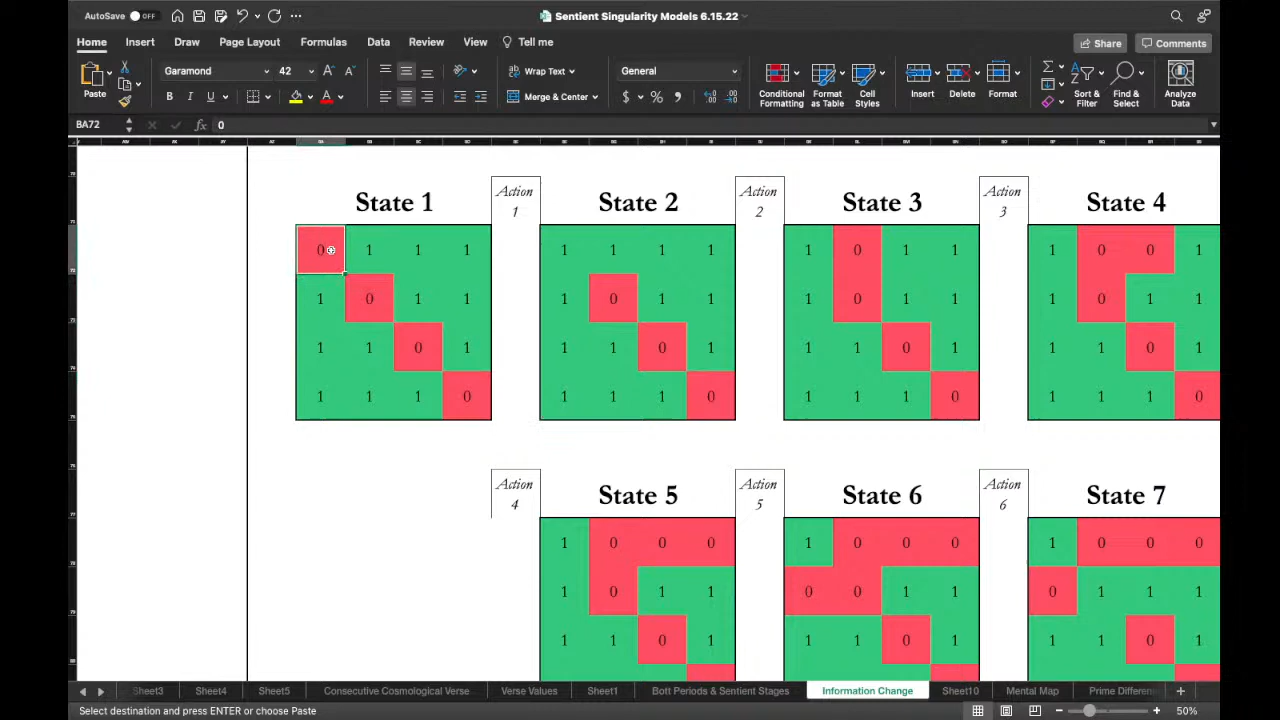 AutoSave OFF
Sentient Singularity Models 6.15.22
Home Insert Draw Page Layout Formulas Data Review View Tell me
Share Comments
Paste
Garamond 42
B I U
Wrap Text
Merge & Center
General
$ % ,
Conditional Formatting
Format as Table
Cell Styles
Insert
Delete
Format
Sort & Filter
Find & Select
Analyze Data
BA72 fx 0
State 1 Action 1 State 2 Action 2 State 3 Action 3 State 4
0 1 1 1 1 1 1 1 1 0 1 1 1 0 0 1
1 0 1 1 1 0 1 1 1 0 1 1 1 0 1 1
1 1 0 1 1 1 0 1 1 1 0 1 1 1 0 1
1 1 1 0 1 1 1 0 1 1 1 0 1 1 1 0
Action 4 State 5 Action 5 State 6 Action 6 State 7
1 0 0 0 1 0 0 0 1 0 0 0
1 0 1 1 0 0 1 1 0 1 1 1
1 1 0 1 1 1 0 1 1 1 0 1
Sheet3 Sheet4 Sheet5 Consecutive Cosmological Verse Verse Values Sheet1 Bott Periods & Sentient Stages Information Change Sheet10 Mental Map Prime Differen
Select destination and press ENTER or choose Paste
50%